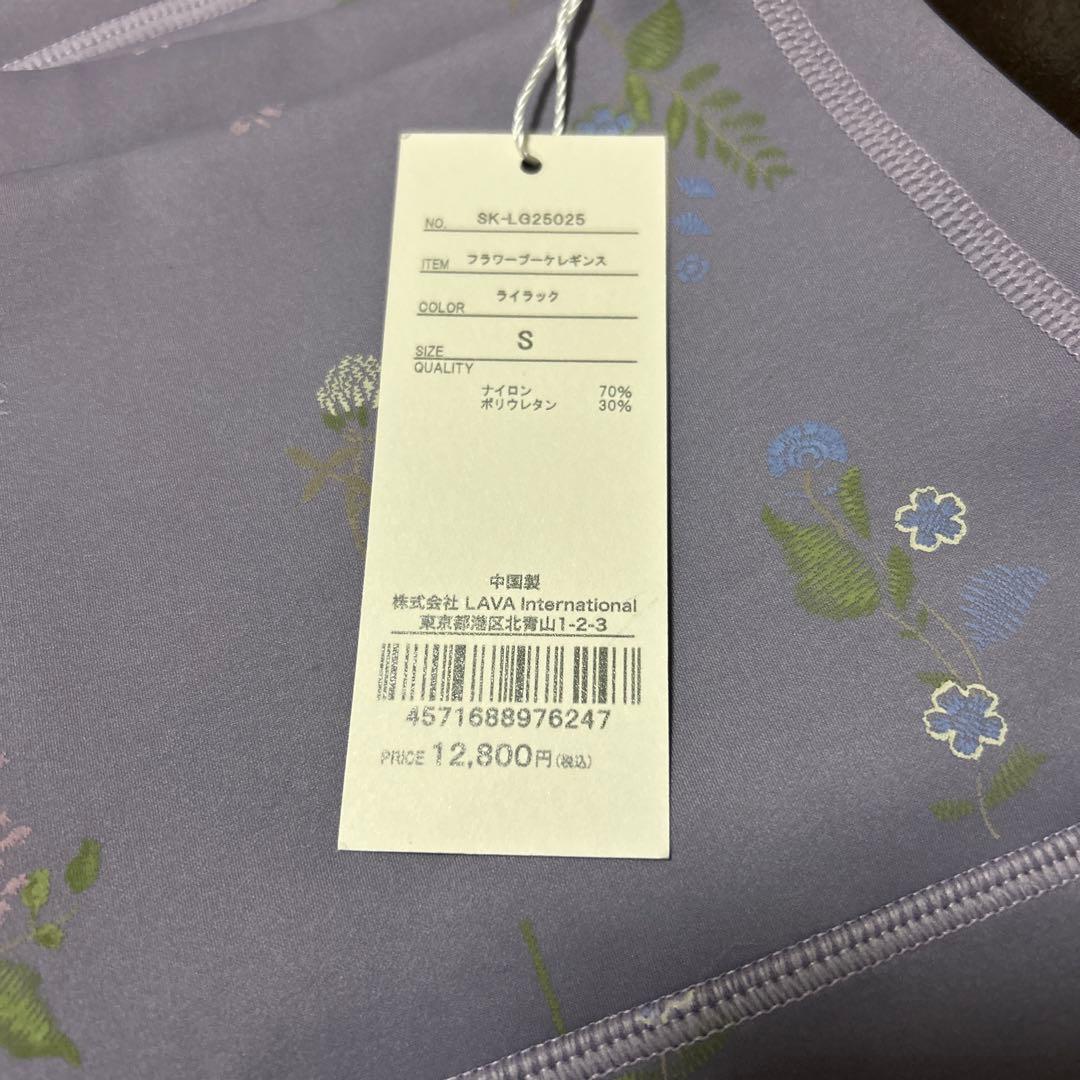 NO. SK-LG25025
ITEM フラワーブーケレギンス
COLOR ライラック
SIZE S
QUALITY
ナイロン 70%
ポリウレタン 30%
中国製
株式会社 LAVA International
東京都港区北青山1-2-3
4571688976247
PRICE 12,800円(税込)